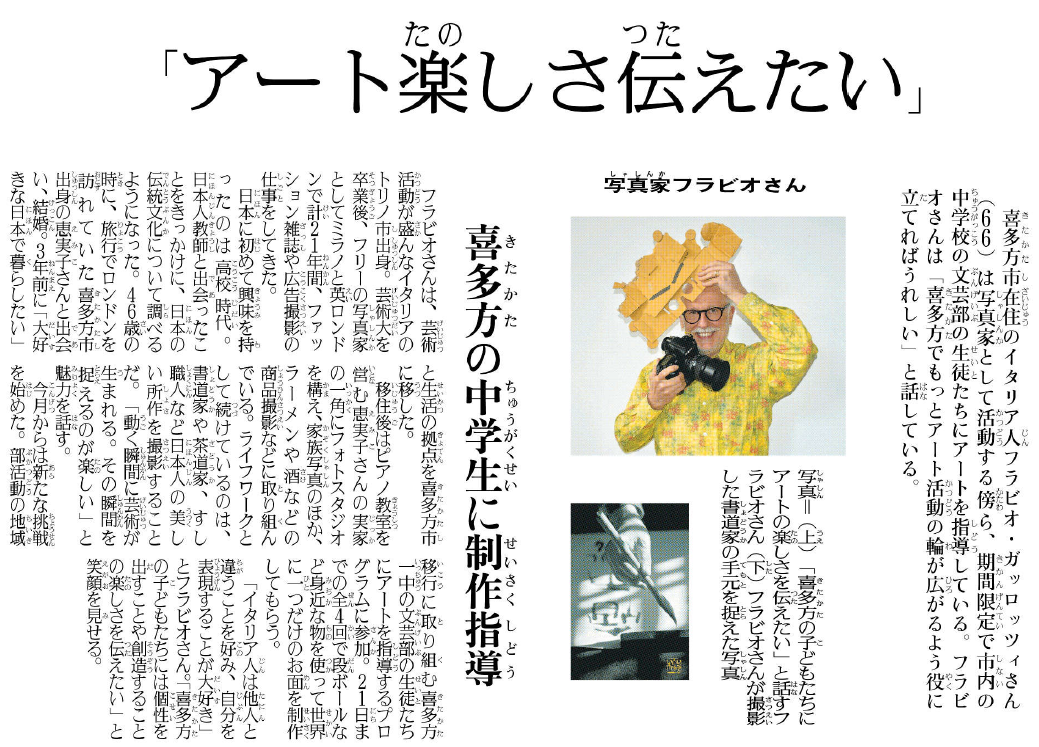 「アート楽しさ伝えたい」
喜多方市在住のイタリア人フラビオ・ガッロッツィさん
（66）は写真家として活動する傍ら、期間限定で市内の
中学校の文芸部の生徒たちにアートを指導している。フラビ
オさんは「喜多方でもっとアート活動の輪が広がるよう役に
立てればうれしい」と話している。
写真家フラビオさん
写真＝（上）「喜多方の子どもたちに
アートの楽しさを伝えたい」と話すフ
ラビオさん（下）フラビオさんが撮影
した書道家の手元を捉えた写真
喜多方の中学生に制作指導
フラビオさんは、芸術
活動が盛んなイタリアの
トリノ市出身。芸術大を
卒業後、フリーの写真家
としてミラノと英ロンド
ンで計21年間、ファッ
ション雑誌や広告撮影の
仕事をしてきた。
日本に初めて興味を持
ったのは高校時代。
日本人教師と出会ったこ
とをきっかけに、日本の
伝統文化について調べる
ようになった。46歳の
時に、旅行でロンドンを
訪れていた喜多方市
出身の恵実子さんと出会
い、結婚。3年前に「大好
きな日本で暮らしたい」
と生活の拠点を喜多方市
に移した。
移住後はピアノ教室を
営む恵実子さんの実家
の一角にフォトスタジオ
を構え、家族写真のほか、
ラーメンや酒などの
商品撮影などに取り組ん
でいる。ライフワークと
して続けているのは、
書道家や茶道家、すし
職人など日本人の美し
い所作を撮影すること
だ。「動く瞬間に芸術が
生まれる。その瞬間を
捉えるのが楽しい」と
魅力を話す。
今月からは新たな挑戦
を始めた。部活動の地域
移行に取り組む喜多方
一中の文芸部の生徒たち
にアートを指導するプロ
グラムに参加。21日ま
での全4回で段ボールな
ど身近な物を使って世界
に一つだけのお面を制作
してもらう。
「イタリア人は他人と
違うことを好み、自分を
表現することが大好き」
とフラビオさん。「喜多方
の子どもたちには個性を
出すことや創造すること
の楽しさを伝えたい」と
笑顔を見せる。